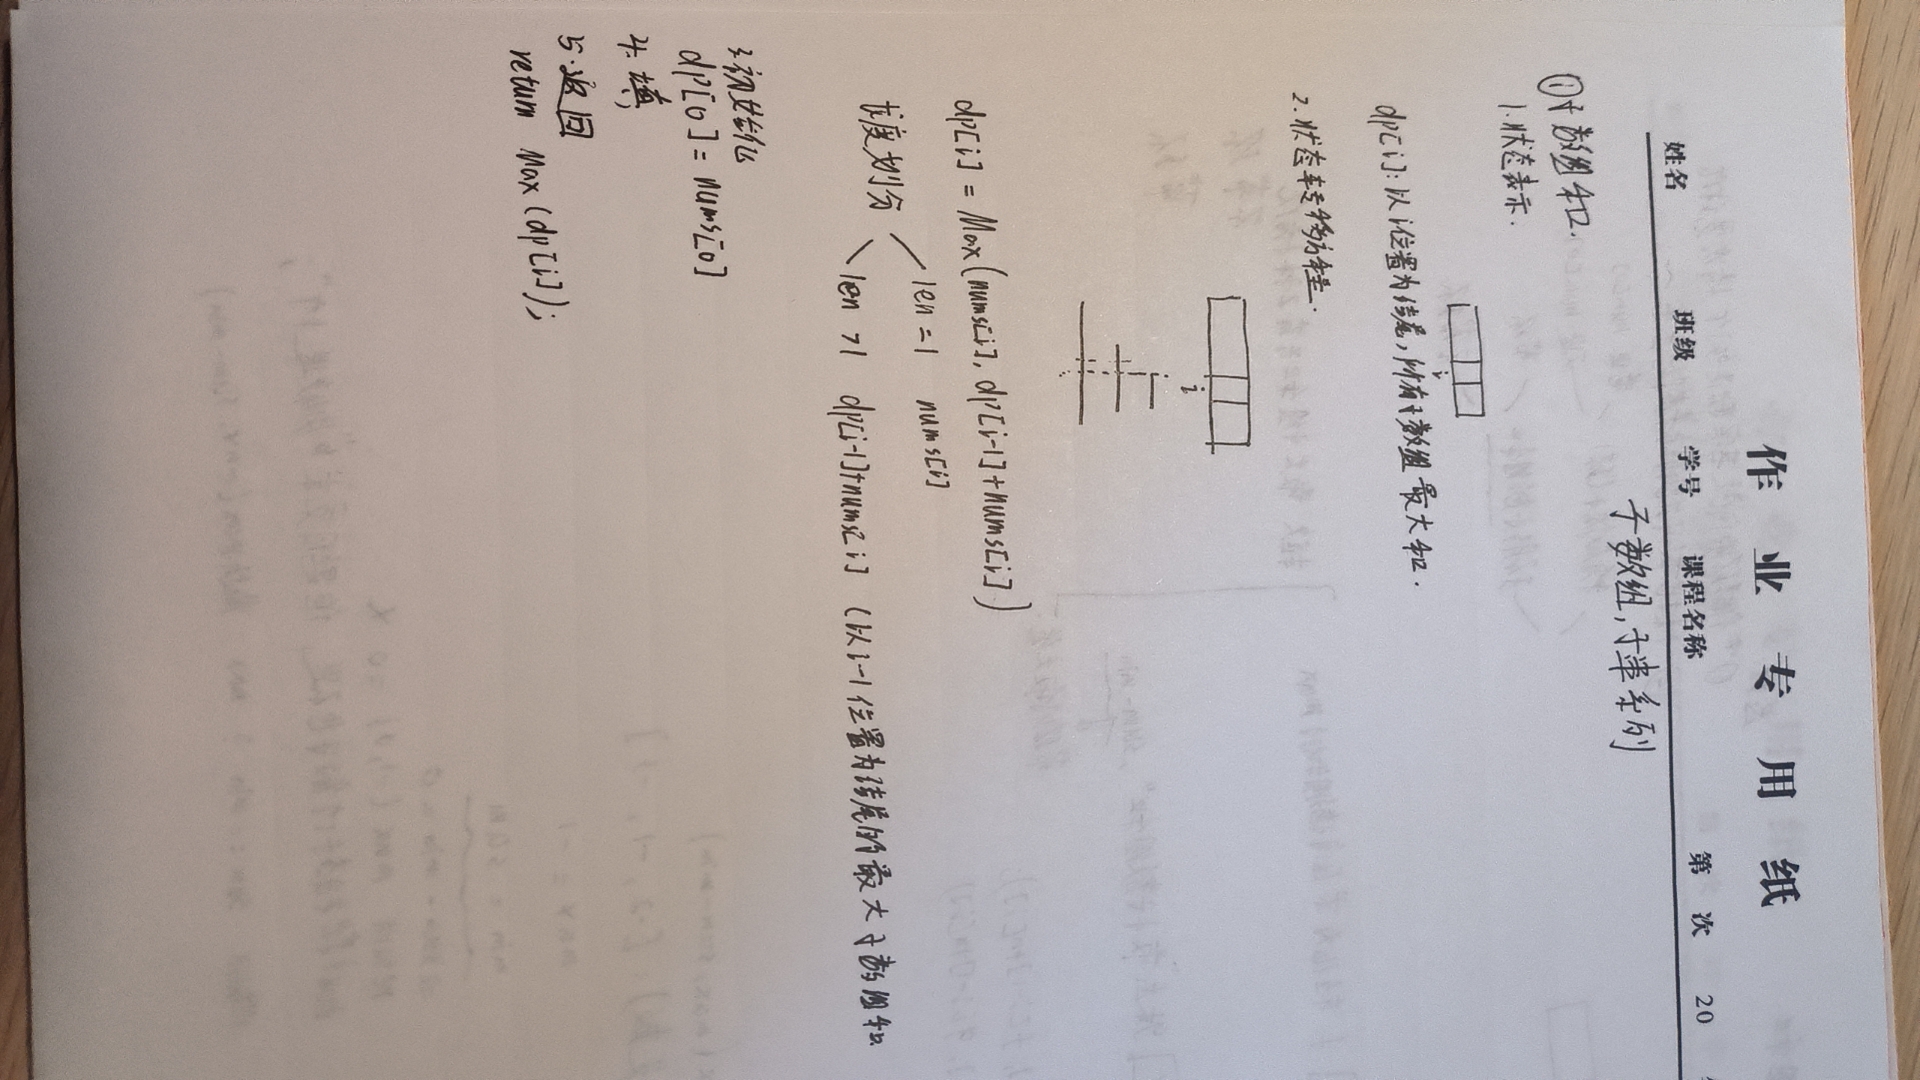 作 业 专 用 纸
姓名 班级 学号 课程名称 第 次 20
子数组,子串系列
①子数组和.
1.状态表示.
i
dp[i]:以i位置为结尾,所有子数组最大和.
2.状态转移方程.
i
dp[i] = Max(nums[i], dp[i-1]+nums[i])
长度划分
len = 1 nums[i]
len >1 dp[i-1]+nums[i] (以i-1位置为结尾的最大子数组和
3初始化
dp[0] = nums[0]
4.填
5.返回
return Max(dp[i]);